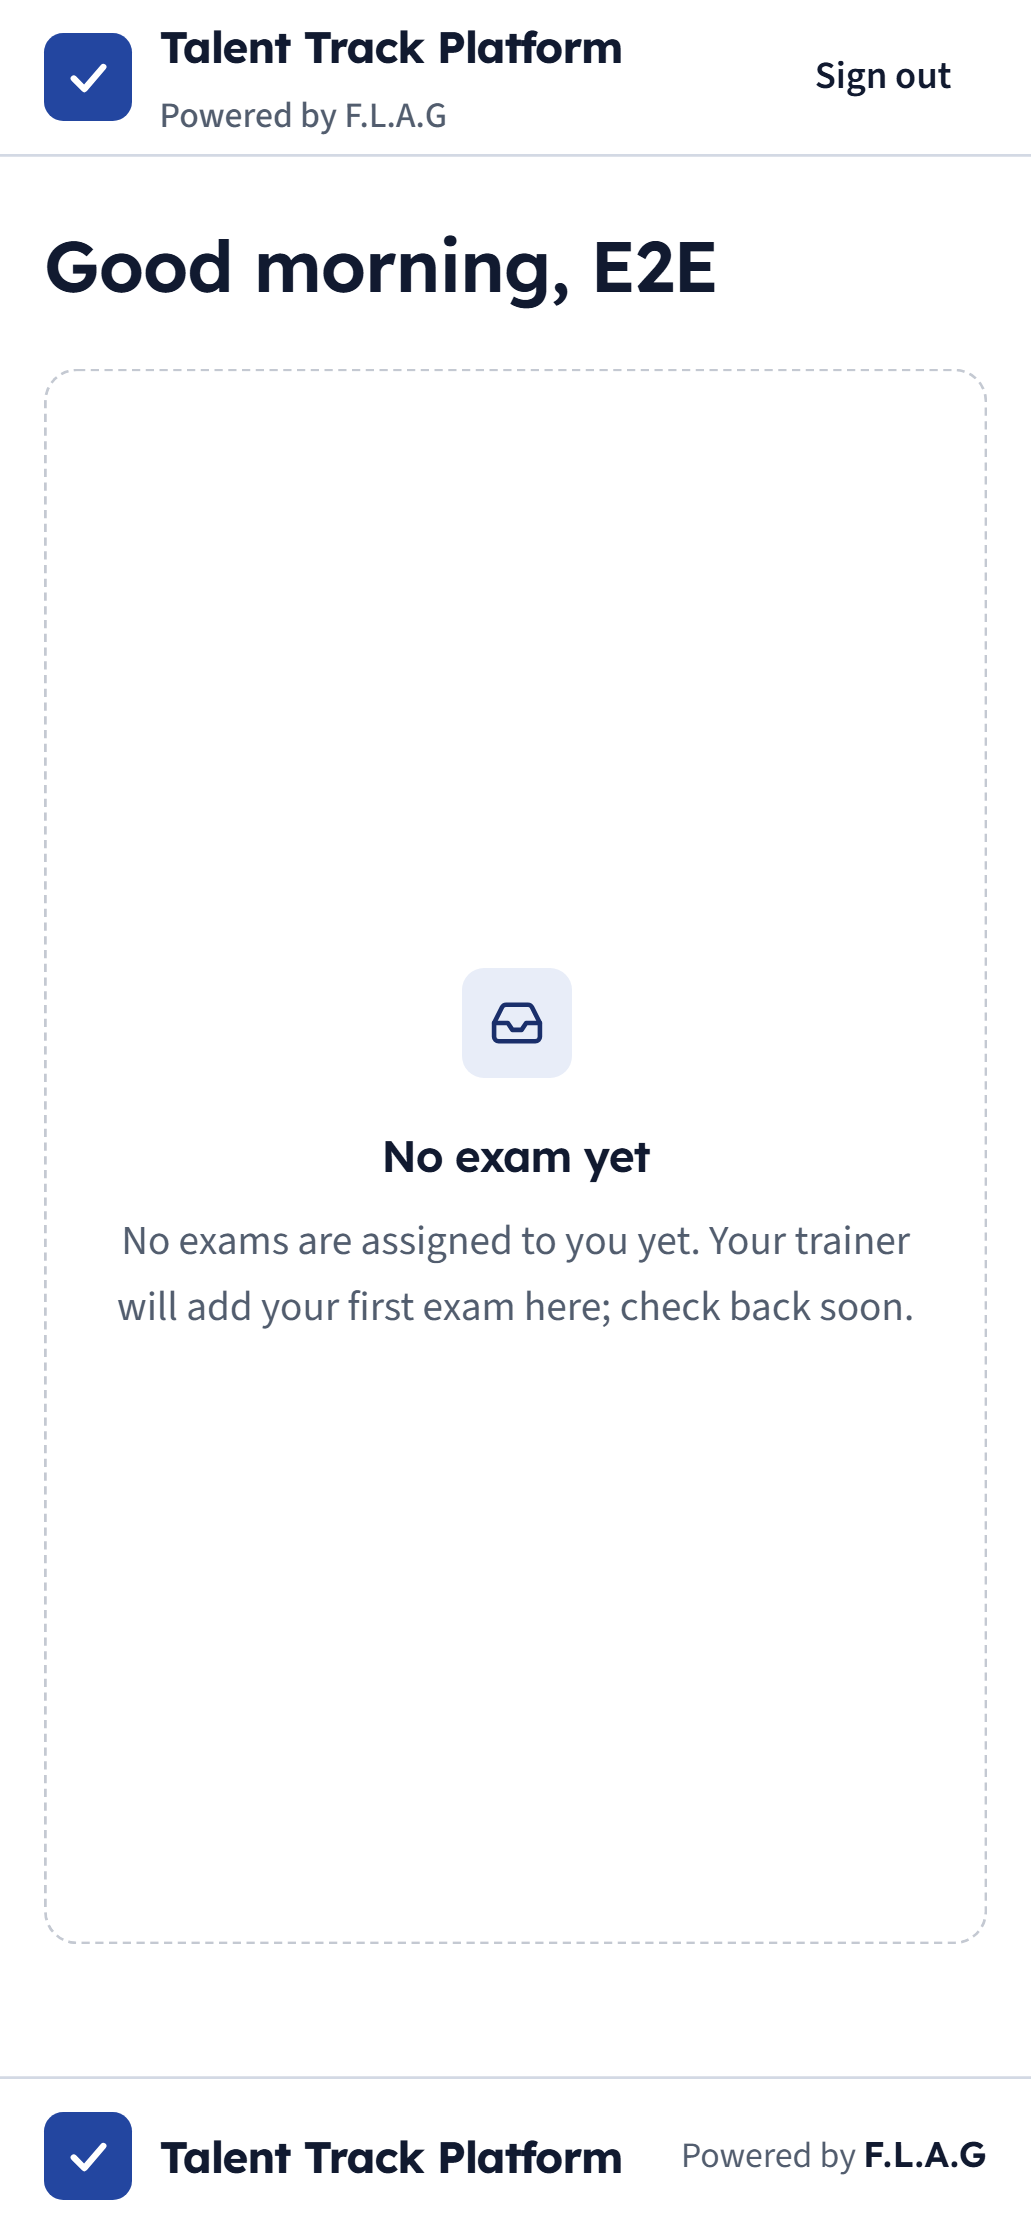 Talent Track Platform
Powered by F.L.A.G
Sign out
Good morning, E2E
No exam yet
No exams are assigned to you yet. Your trainer
will add your first exam here; check back soon.
Talent Track Platform
Powered by F.L.A.G